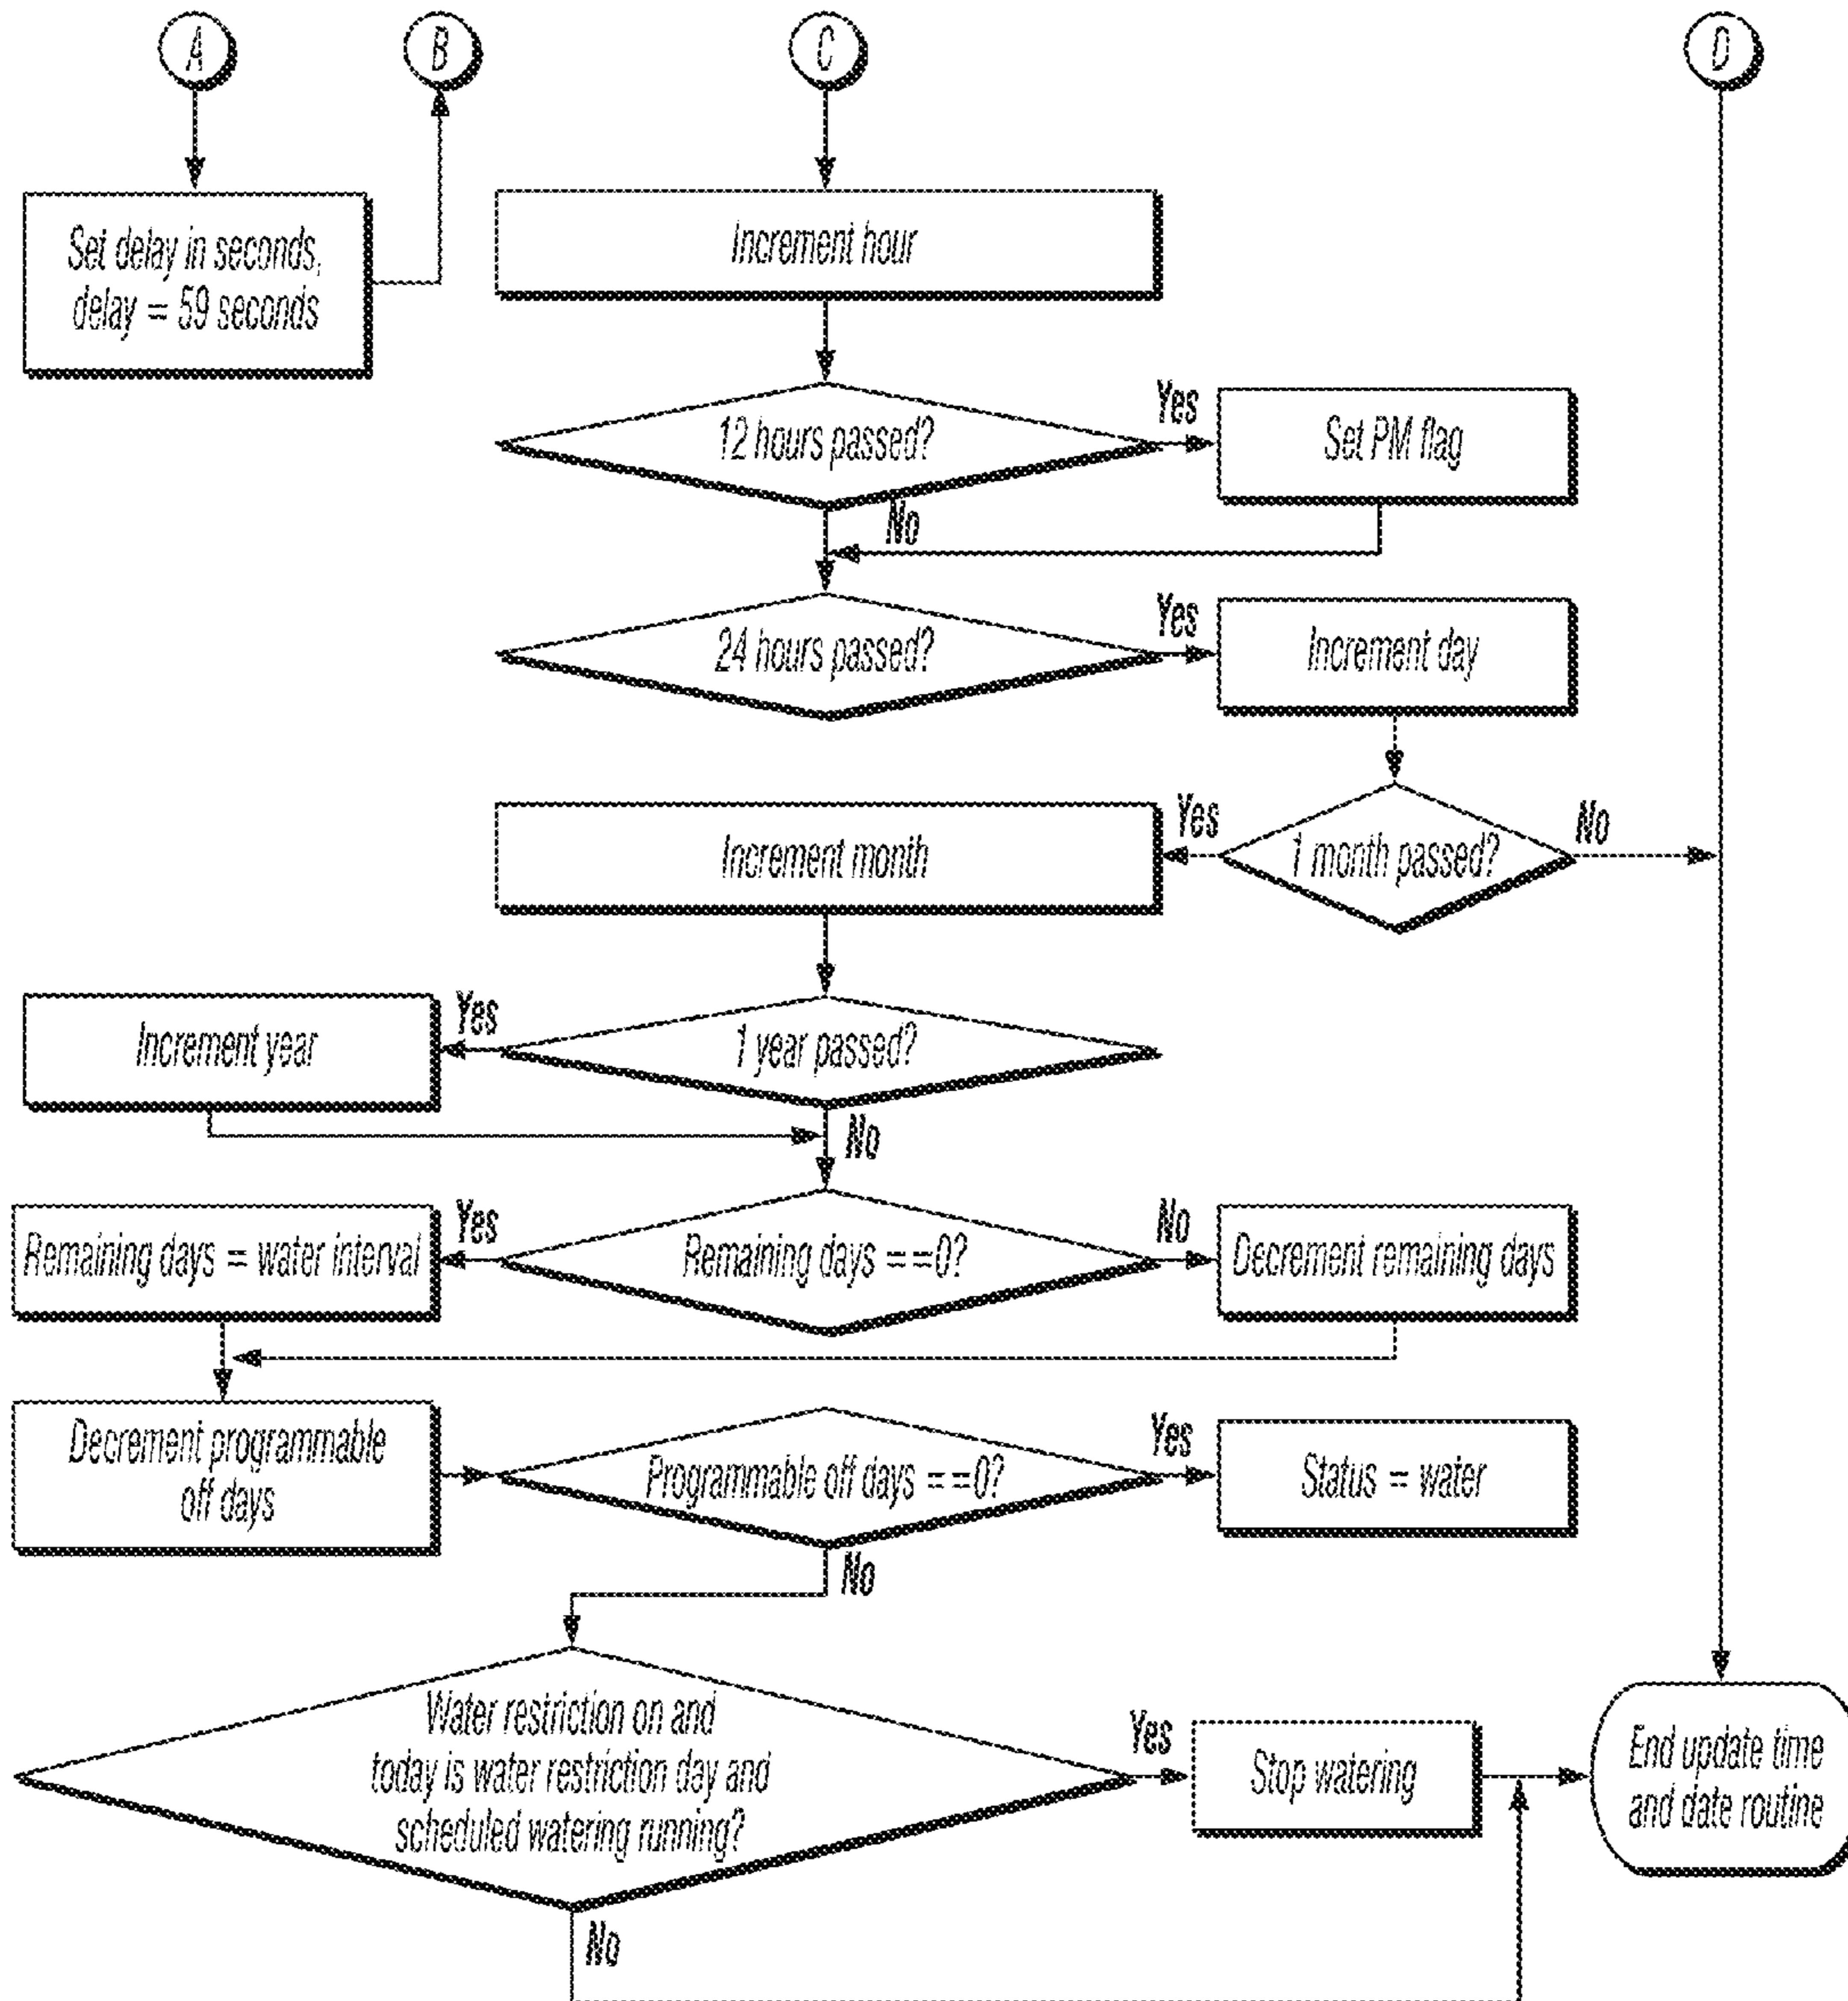 A
B
C
D
Set delay in seconds,
delay = 59 seconds
Increment hour
12 hours passed?
Yes
Set PM flag
No
24 hours passed?
Yes
Increment day
Increment month
Yes
1 month passed?
No
Increment year
Yes
1 year passed?
No
Remaining days = water interval
Yes
Remaining days ==0?
No
Decrement remaining days
Decrement programmable
off days
Programmable off days ==0?
Yes
Status = water
No
Water restriction on and
today is water restriction day and
scheduled watering running?
Yes
Stop watering
End update time
and date routine
No